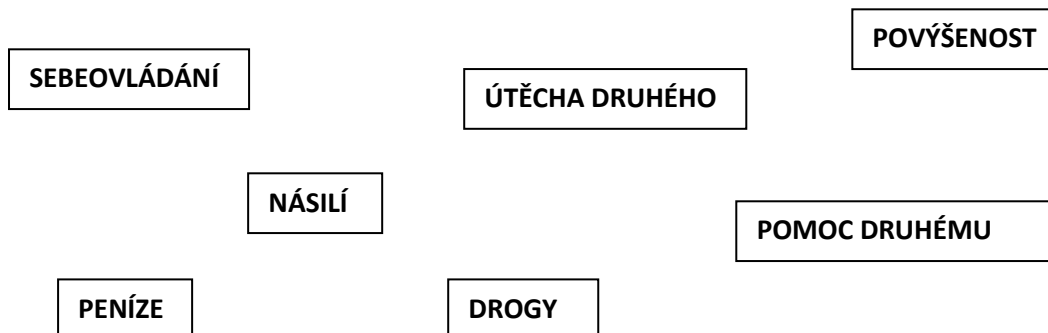 POVÝŠENOST
SEBEOVLÁDÁNÍ
ÚTĚCHA DRUHÉHO
NÁSILÍ
POMOC DRUHÉMU
PENÍZE
DROGY